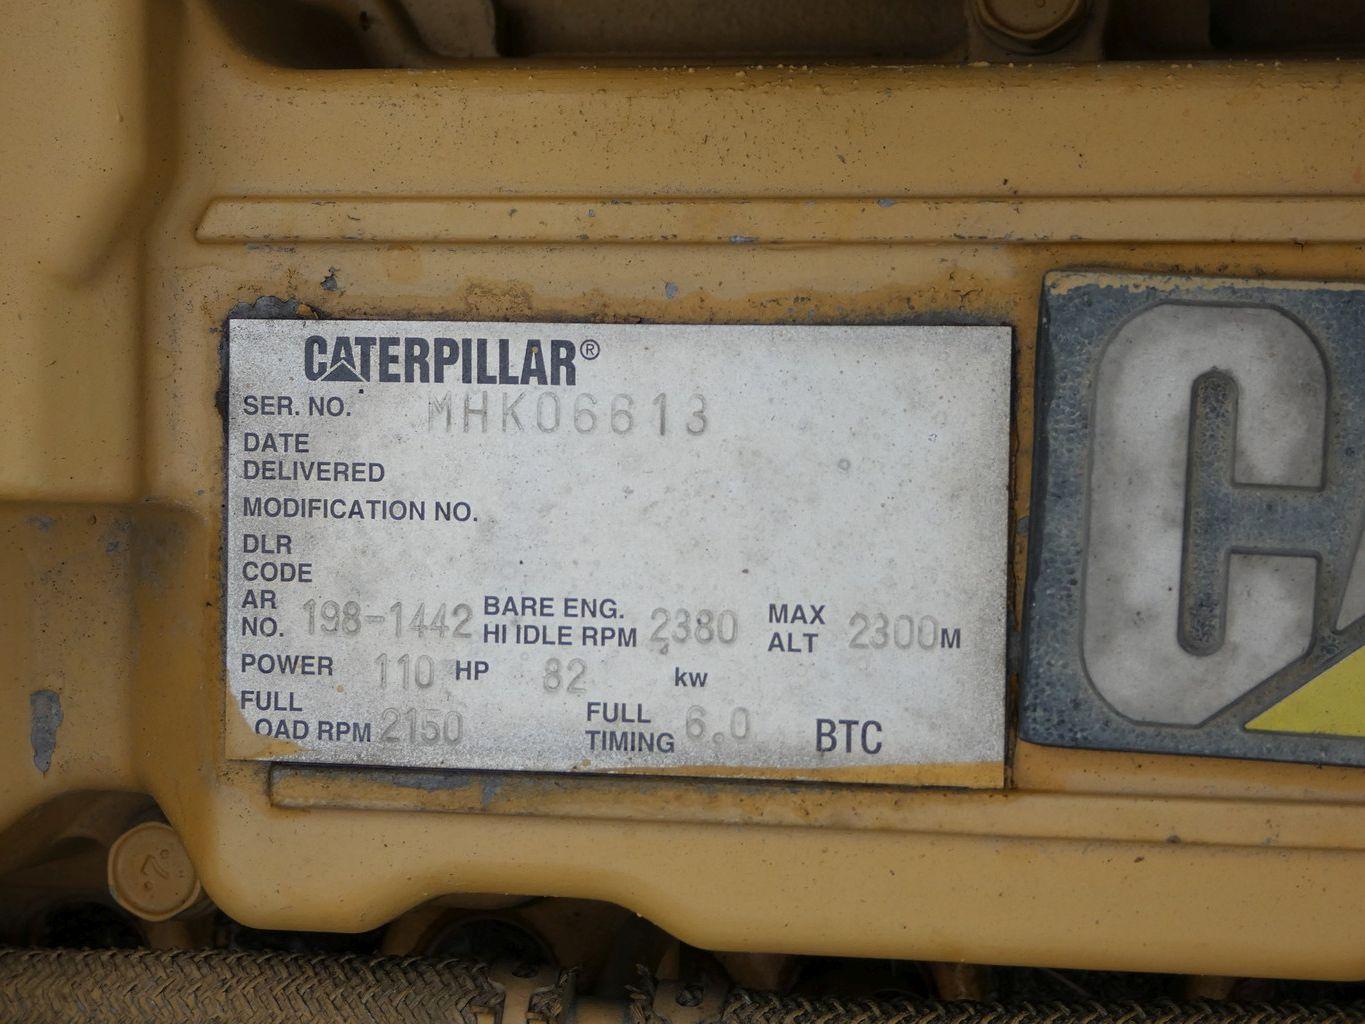 CATERPILLAR®
SER. NO. MHK06613
DATE
DELIVERED
MODIFICATION NO.
DLR
CODE
AR
NO. 198-1442 BARE ENG.
HI IDLE RPM 2380 MAX
ALT 2300M
POWER 110 HP 82 kw
FULL
OAD RPM 2150 FULL
TIMING 6.0 BTC
C